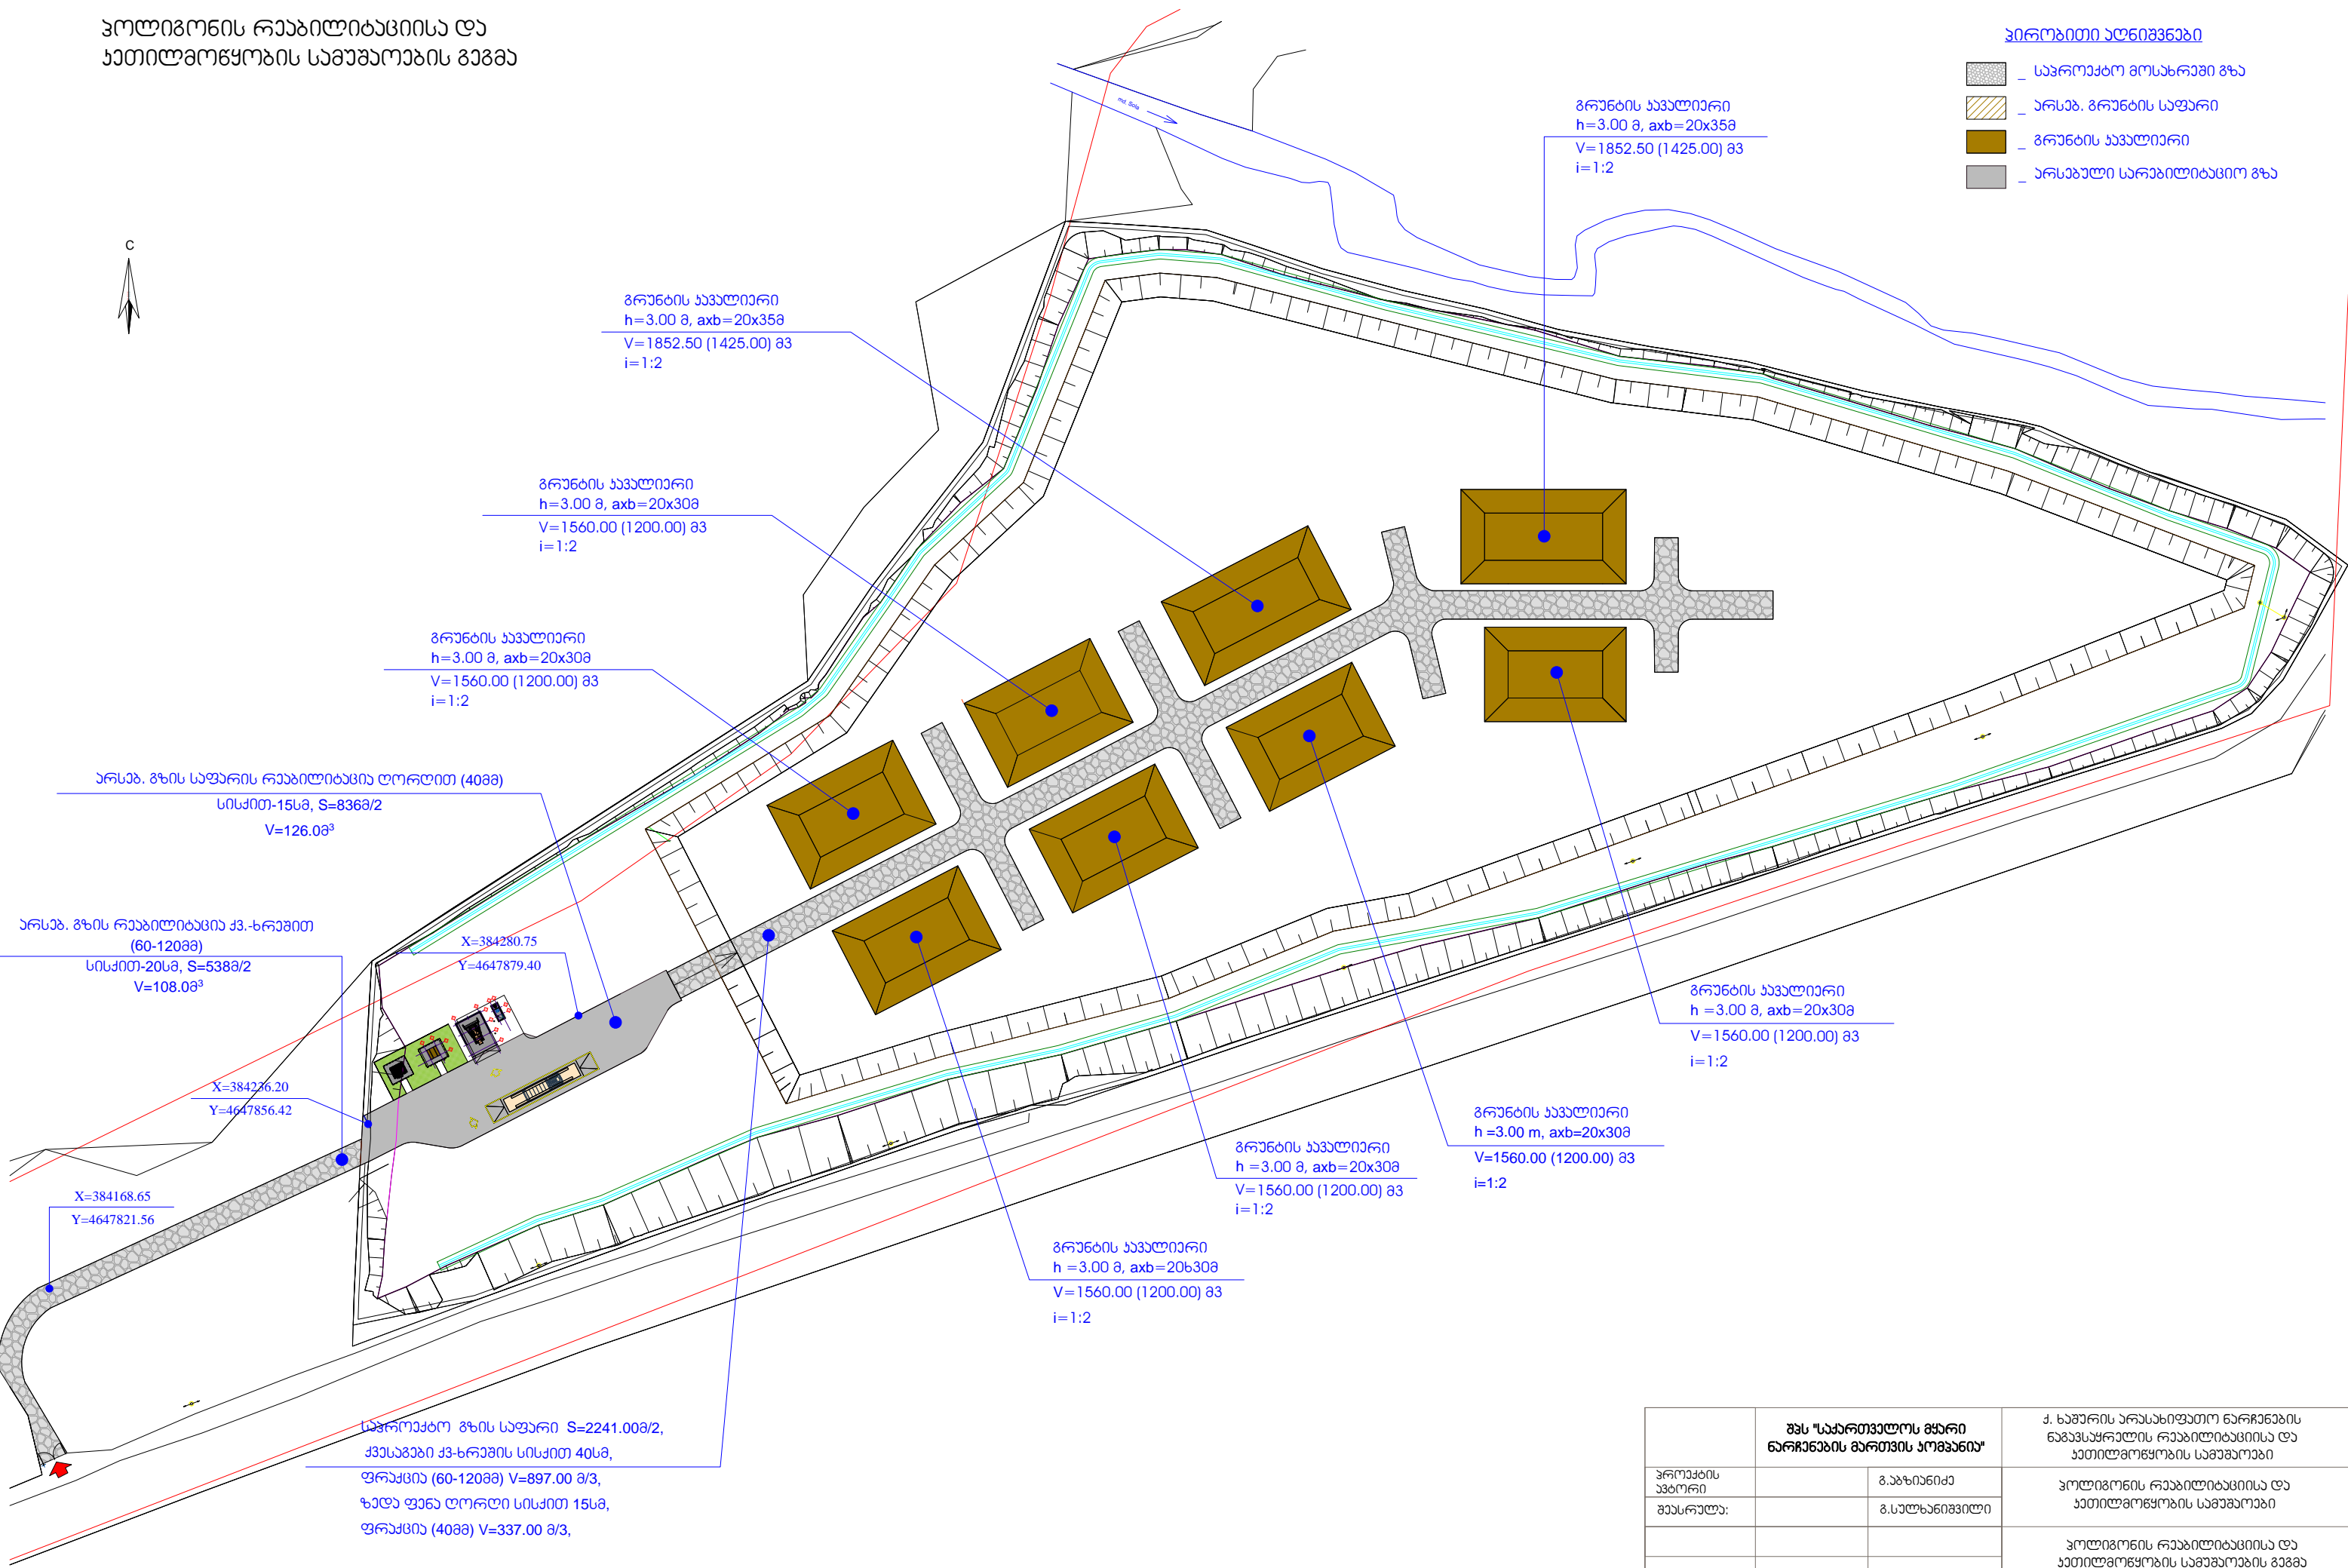 პოლიგონის რეაბილიტაციისა და
კეთილმოწყობის სამუშაოების გეგმა
პირობითი აღნიშვნები
_ საპროექტო მოსახრეში გზა
_ არსებ. გრუნტის საფარი
_ გრუნტის კავალიერი
_ არსებული სარებილიტაციო გზა
C
md. Sola
გრუნტის კავალიერი
h=3.00 მ, axb=20x35მ
V=1852.50 (1425.00) მ3
i=1:2
გრუნტის კავალიერი
h=3.00 მ, axb=20x35მ
V=1852.50 (1425.00) მ3
i=1:2
გრუნტის კავალიერი
h=3.00 მ, axb=20x30მ
V=1560.00 (1200.00) მ3
i=1:2
გრუნტის კავალიერი
h=3.00 მ, axb=20x30მ
V=1560.00 (1200.00) მ3
i=1:2
არსებ. გზის საფარის რეაბილიტაცია ღორღით (40მმ)
სისქით-15სმ, S=836მ/2
V=126.0მ³
არსებ. გზის რეაბილიტაცია ქვ.-ხრეშით
(60-120მმ)
სისქით-20სმ, S=538მ/2
V=108.0მ³
X=384280.75
Y=4647879.40
X=384236.20
Y=4647856.42
X=384168.65
Y=4647821.56
გრუნტის კავალიერი
h =3.00 მ, axb=20x30მ
V=1560.00 (1200.00) მ3
i=1:2
გრუნტის კავალიერი
h =3.00 m, axb=20x30მ
V=1560.00 (1200.00) მ3
i=1:2
გრუნტის კავალიერი
h =3.00 მ, axb=20x30მ
V=1560.00 (1200.00) მ3
i=1:2
გრუნტის კავალიერი
h =3.00 მ, axb=20ხ30მ
V=1560.00 (1200.00) მ3
i=1:2
საპროექტო გზის საფარი S=2241.00მ/2,
ქვესაგები ქვ-ხრეშის სისქით 40სმ,
ფრაქცია (60-120მმ) V=897.00 მ/3,
ზედა ფენა ღორღი სისქით 15სმ,
ფრაქცია (40მმ) V=337.00 მ/3,
შპს "საქართველოს მყარი
ნარჩენების მართვის კომპანია"
ქ. ხაშურის არასახიფათო ნარჩენების
ნაგავსაყრელის რეაბილიტაციისა და
კეთილმოწყობის სამუშაოები
პროექტის
ავტორი
გ.აბზიანიძე
პოლიგონის რეაბილიტაციისა და
კეთილმოწყობის სამუშაოები
შეასრულა:
გ.სულხანიშვილი
პოლიგონის რეაბილიტაციისა და
კეთილმოწყობის სამუშაოების გეგმა